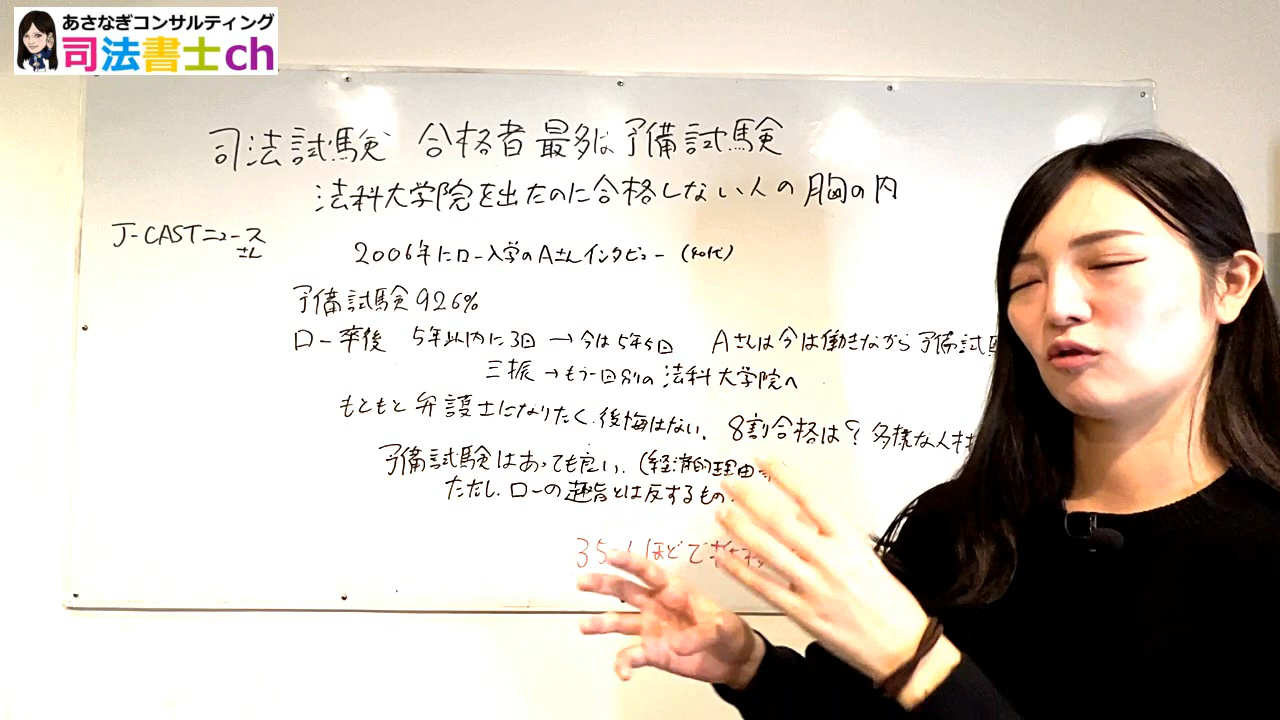 あさなぎコンサルティング
司法書士ch
司法試験 合格者最多は予備試験
法科大学院を出たのに合格しない人の胸の内
J-CASTニュースさん
2006年にロー入学のAさんインタビュー(40代)
予備試験92.6%
ロー卒後 5年以内に3回→今は5年5回 Aさんは今は働きながら予備試験
三振→もう一回別の法科大学院へ
もともと弁護士になりたく、後悔はない。 8割合格は?多様な人材
予備試験はあっても良い。(経済的理由
ただし、ローの趣旨とは反するもの
ほどで